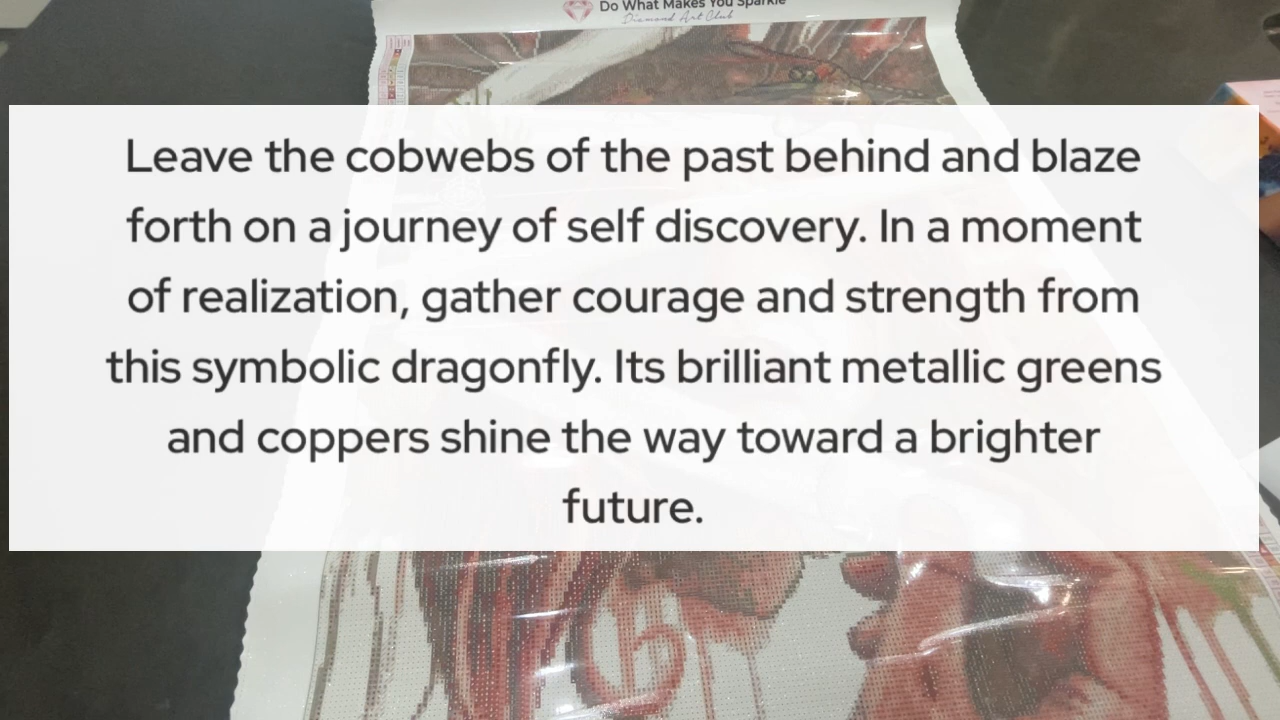 Do What Makes You Sparkle
Diamond Art Club
Leave the cobwebs of the past behind and blaze
forth on a journey of self discovery. In a moment
of realization, gather courage and strength from
this symbolic dragonfly. Its brilliant metallic greens
and coppers shine the way toward a brighter
future.